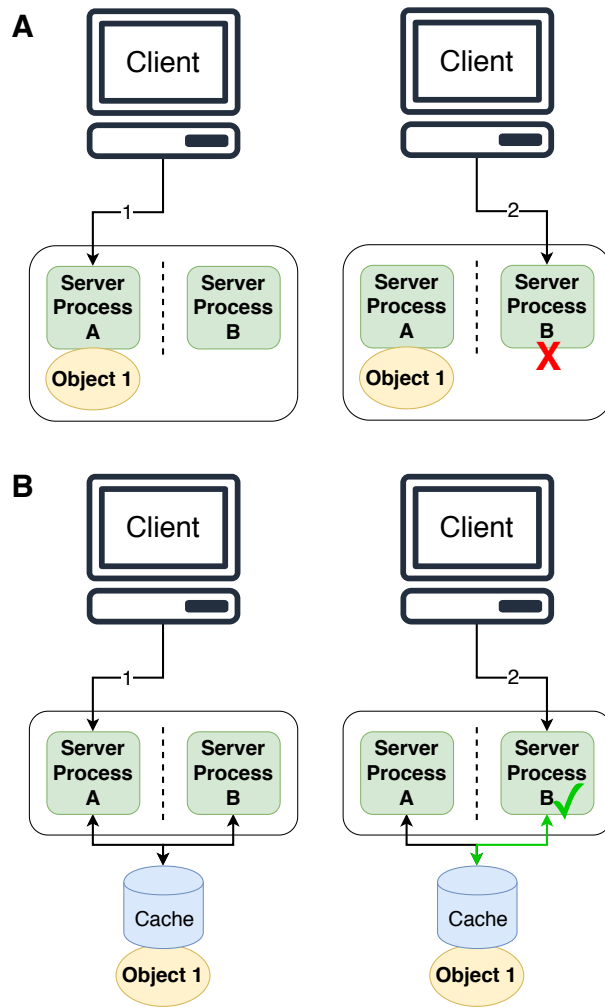 A
Client
Client
1
2
Server
Process
A
Server
Process
B
Server
Process
A
Server
Process
B
X
Object 1
Object 1
B
Client
Client
1
2
Server
Process
A
Server
Process
B
Server
Process
A
Server
Process
B
Cache
Cache
Object 1
Object 1